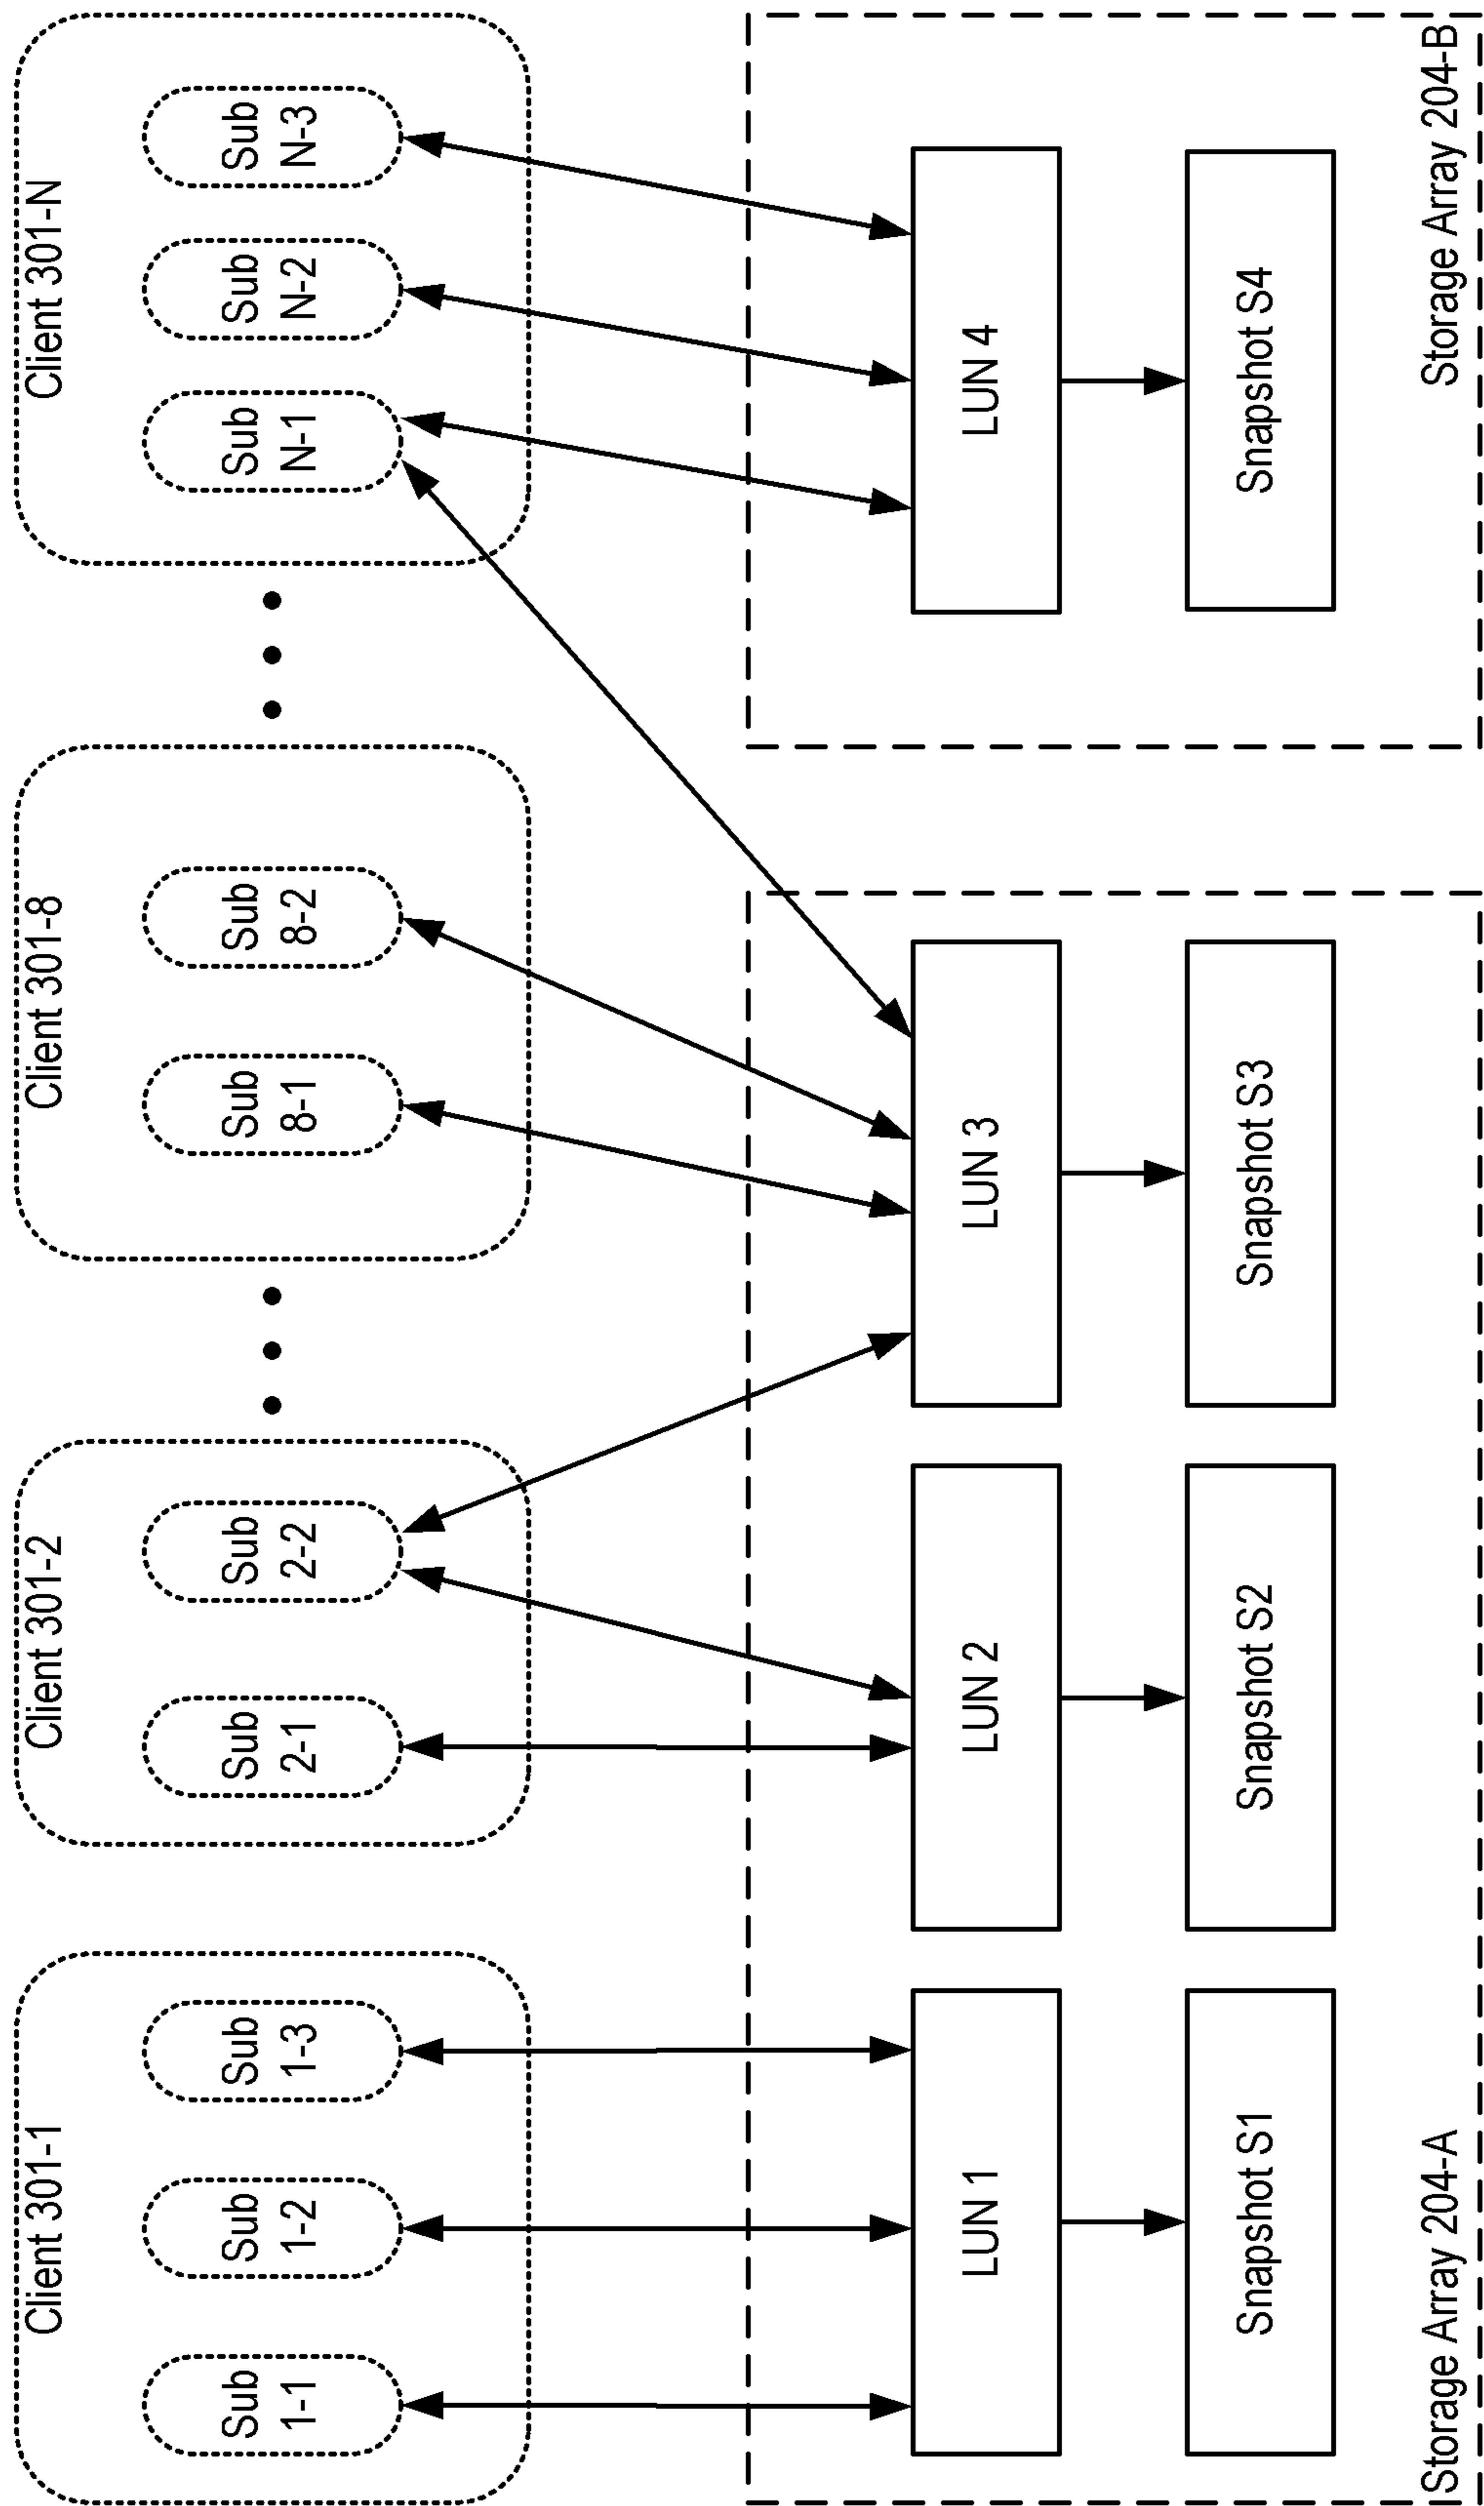 Client 301-1
Sub
1-1
Sub
1-2
Sub
1-3
Client 301-2
Sub
2-1
Sub
2-2
Client 301-8
Sub
8-1
Sub
8-2
Client 301-N
Sub
N-1
Sub
N-2
Sub
N-3
LUN 1
LUN 2
LUN 3
LUN 4
Snapshot S1
Snapshot S2
Snapshot S3
Snapshot S4
Storage Array 204-A
Storage Array 204-B